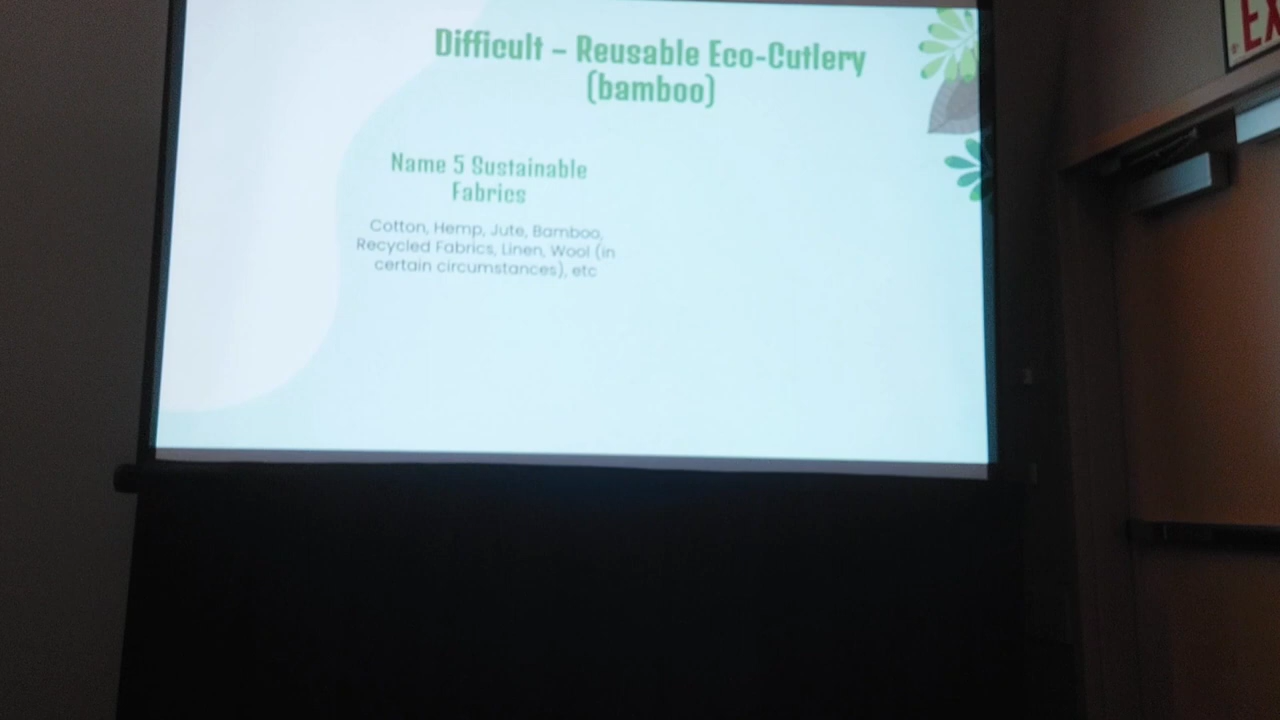 Difficult – Reusable Eco-Cutlery
(bamboo)
Name 5 Sustainable
Fabrics
Cotton, Hemp, Jute, Bamboo,
Recycled Fabrics, Linen, Wool (in
certain circumstances), etc
EX